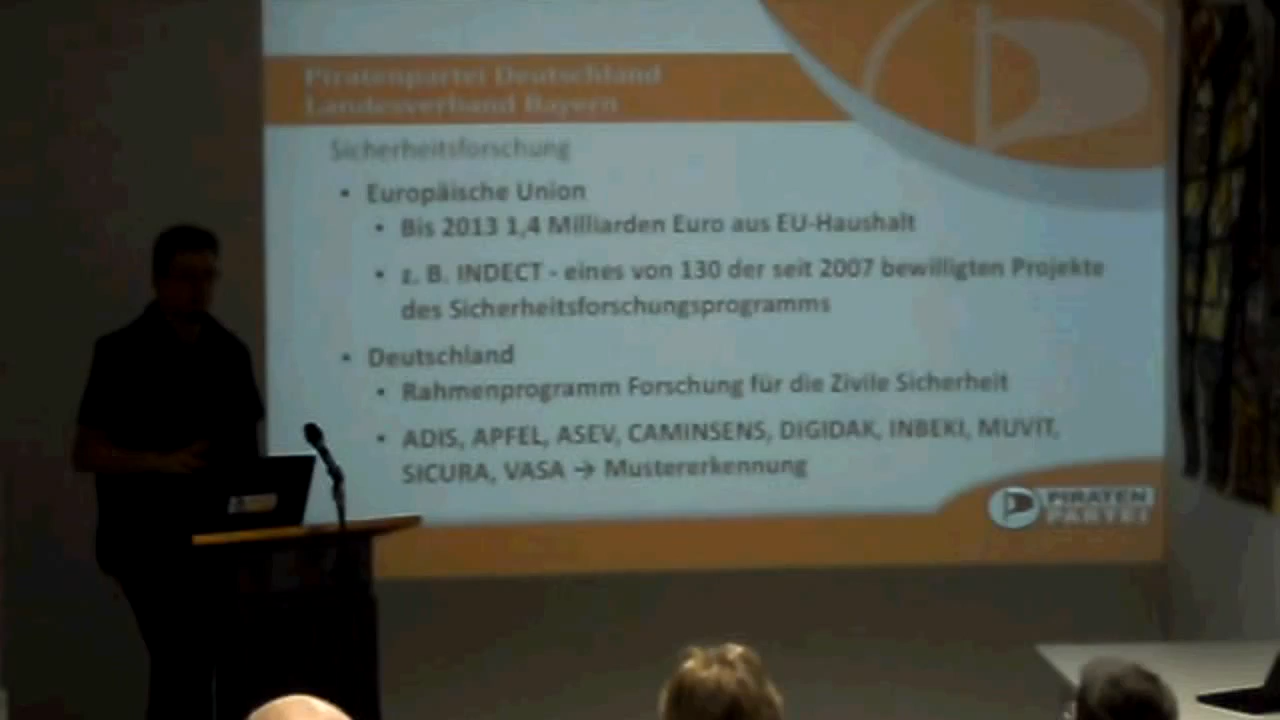 Piratenpartei Deutschland
Landesverband Bayern
Sicherheitsforschung
• Europäische Union
• Bis 2013 1,4 Milliarden Euro aus EU-Haushalt
• z. B. INDECT - eines von 130 der seit 2007 bewilligten Projekte
des Sicherheitsforschungsprogramms
• Deutschland
• Rahmenprogramm Forschung für die Zivile Sicherheit
• ADIS, APFEL, ASEV, CAMINSENS, DIGIDAK, INBEKI, MUVIT,
SICURA, VASA → Mustererkennung
PIRATEN
PARTEI